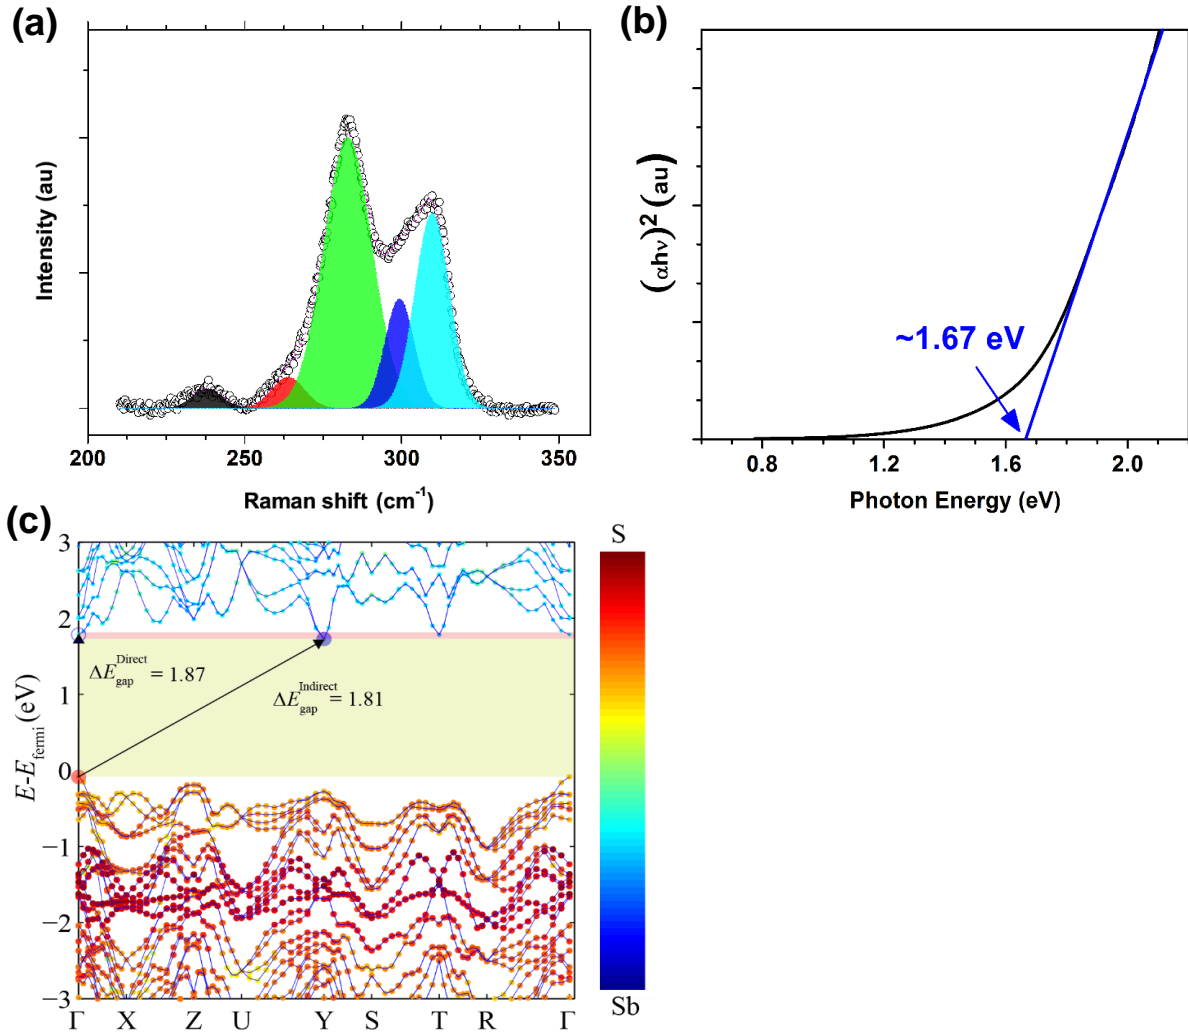 (a)
Intensity (au)
200 250 300 350
Raman shift (cm⁻¹)
(b)
(αhν)² (au)
~1.67 eV
0.8 1.2 1.6 2.0
Photon Energy (eV)
(c)
E-E_fermi (eV)
3
2
1
0
−1
−2
−3
ΔE_gap^Direct = 1.87
ΔE_gap^Indirect = 1.81
Γ X Z U Y S T R Γ
S
Sb